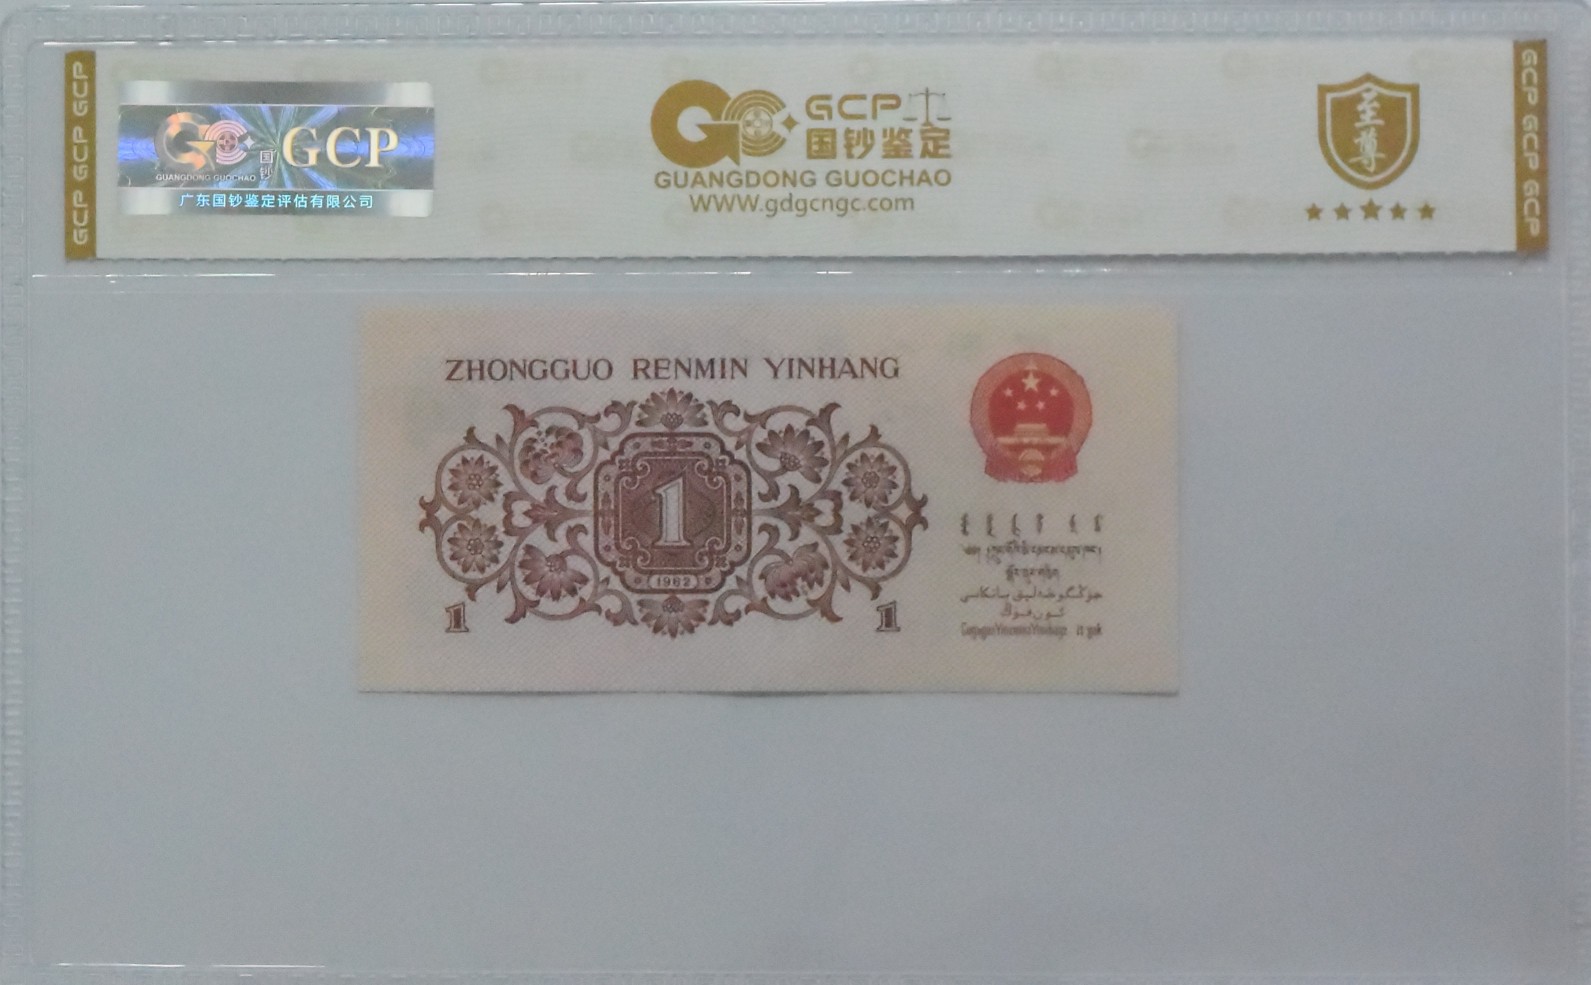 GCP GCP GCP
GC 国钞 GCP
GUANGDONG GUOCHAO
广东国钞鉴定评估有限公司
GCP
国钞鉴定
GUANGDONG GUOCHAO
WWW.gdgcngc.com
至尊
GCP GCP GCP
ZHONGGUO RENMIN YINHANG
1
1962
1 1